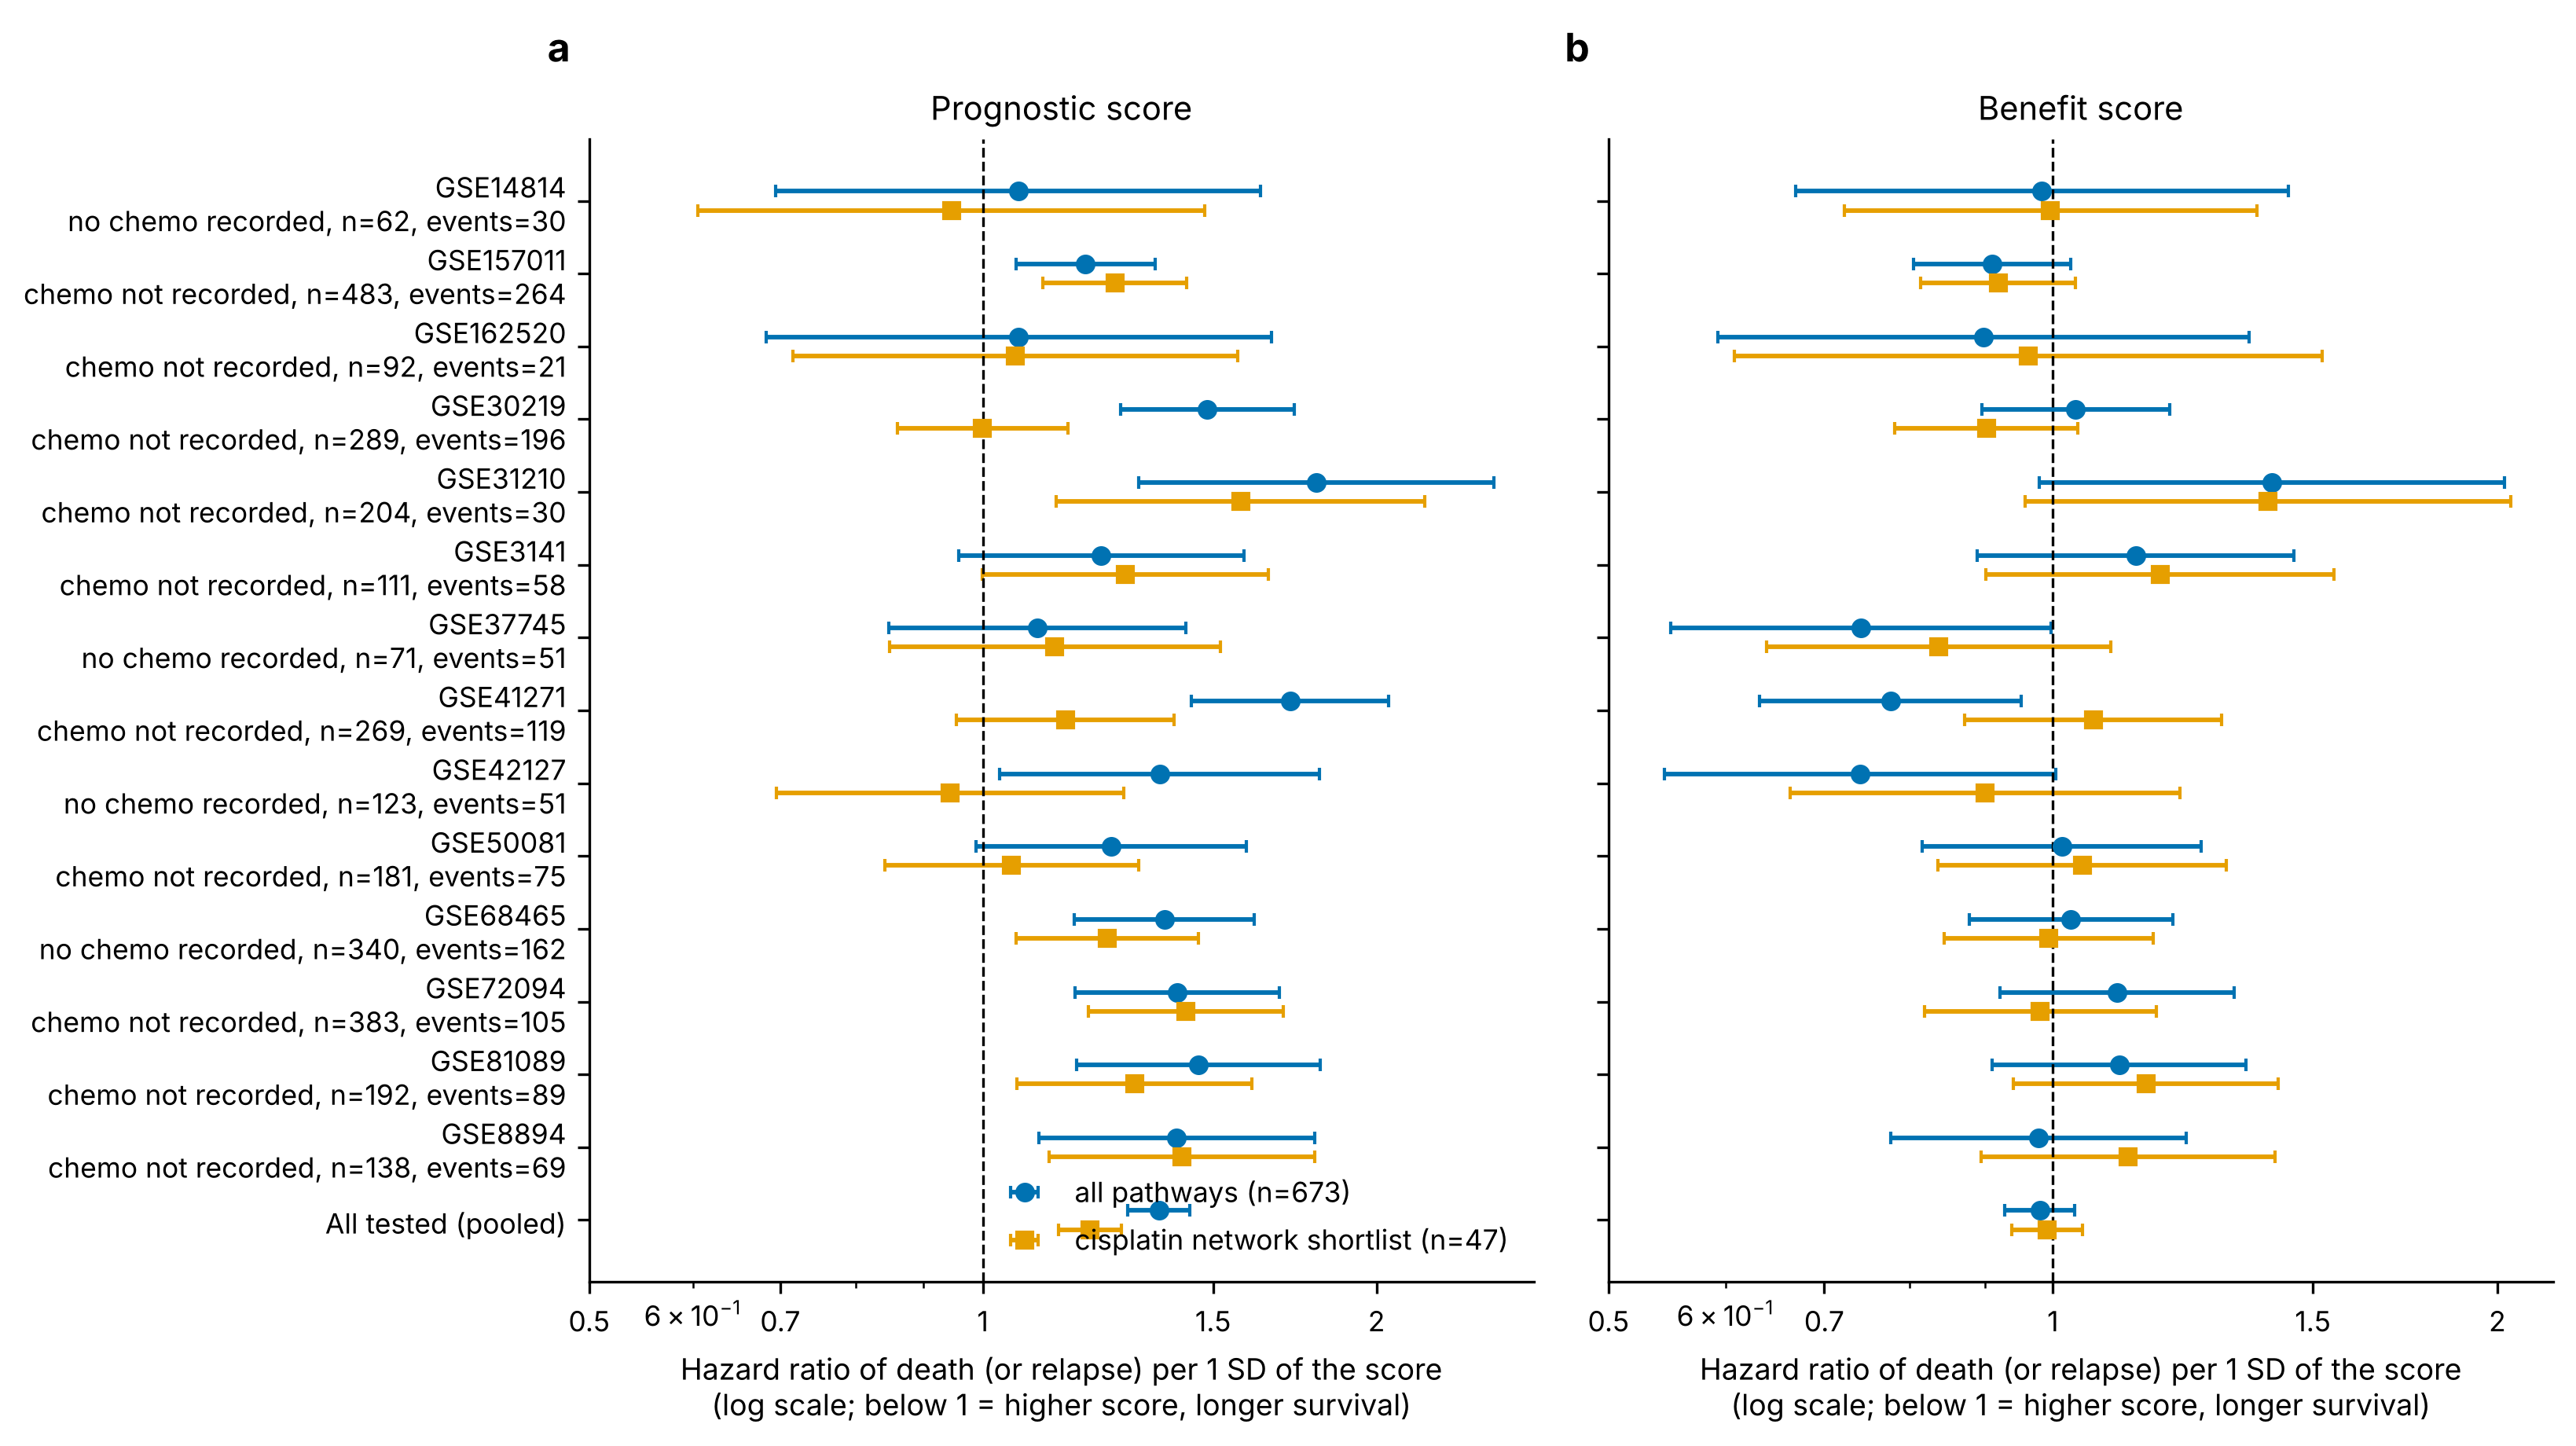 a
b
Prognostic score
Benefit score
GSE14814
no chemo recorded, n=62, events=30
GSE157011
chemo not recorded, n=483, events=264
GSE162520
chemo not recorded, n=92, events=21
GSE30219
chemo not recorded, n=289, events=196
GSE31210
chemo not recorded, n=204, events=30
GSE3141
chemo not recorded, n=111, events=58
GSE37745
no chemo recorded, n=71, events=51
GSE41271
chemo not recorded, n=269, events=119
GSE42127
no chemo recorded, n=123, events=51
GSE50081
chemo not recorded, n=181, events=75
GSE68465
no chemo recorded, n=340, events=162
GSE72094
chemo not recorded, n=383, events=105
GSE81089
chemo not recorded, n=192, events=89
GSE8894
chemo not recorded, n=138, events=69
All tested (pooled)
all pathways (n=673)
cisplatin network shortlist (n=47)
0.5 6 × 10⁻¹ 0.7 1 1.5 2
Hazard ratio of death (or relapse) per 1 SD of the score
(log scale; below 1 = higher score, longer survival)
0.5 6 × 10⁻¹ 0.7 1 1.5 2
Hazard ratio of death (or relapse) per 1 SD of the score
(log scale; below 1 = higher score, longer survival)